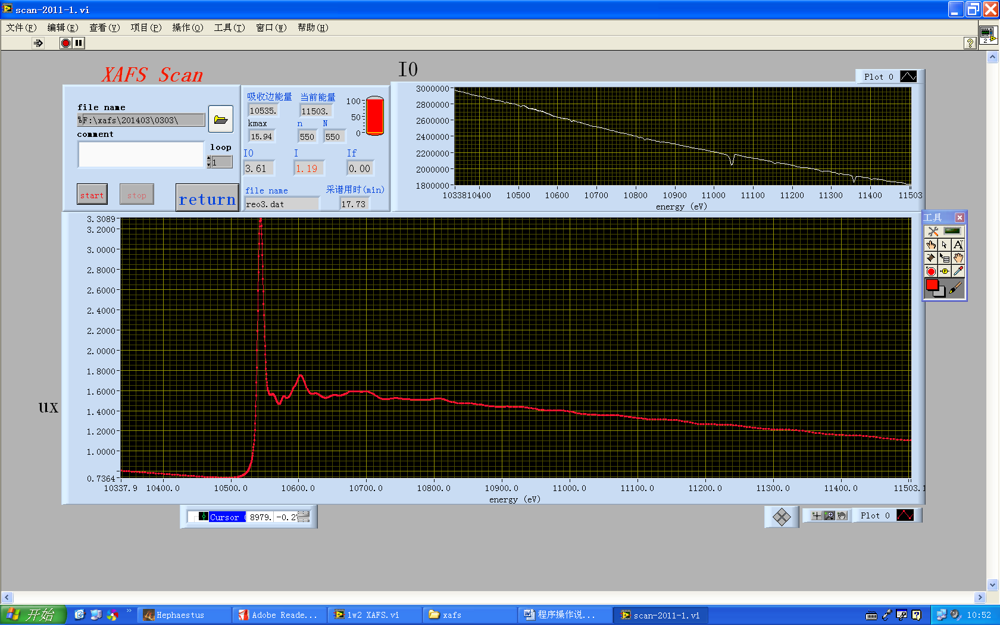 scan-2011-1.vi
文件(F) 编辑(E) 查看(V) 项目(P) 操作(O) 工具(T) 窗口(W) 帮助(H)
2
?
XAFS Scan
file name
%F:\xafs\201403\0303\
comment
loop
1
start stop return
吸收边能量 当前能量
10535. 11503.
kmax n N
15.94 550 550
100
50
0
I0 I If
3.61 1.19 0.00
file name 采谱用时(min)
reo3.dat 17.73
I0
Plot 0
3000000
2800000
2600000
2400000
2200000
2000000
1800000
10338 10400 10500 10600 10700 10800 10900 11000 11100 11200 11300 11400 11503
energy (eV)
工具
ux
3.3089
3.2000
3.0000
2.8000
2.6000
2.4000
2.2000
2.0000
1.8000
1.6000
1.4000
1.2000
1.0000
0.7364
10337.9 10400.0 10500.0 10600.0 10700.0 10800.0 10900.0 11000.0 11100.0 11200.0 11300.0 11400.0 11503.1
energy (eV)
Cursor 8979. -0.2
Plot 0
开始 Hephaestus Adobe Reade... 1w2 XAFS.vi xafs 程序操作说... scan-2011-1.vi 10:52